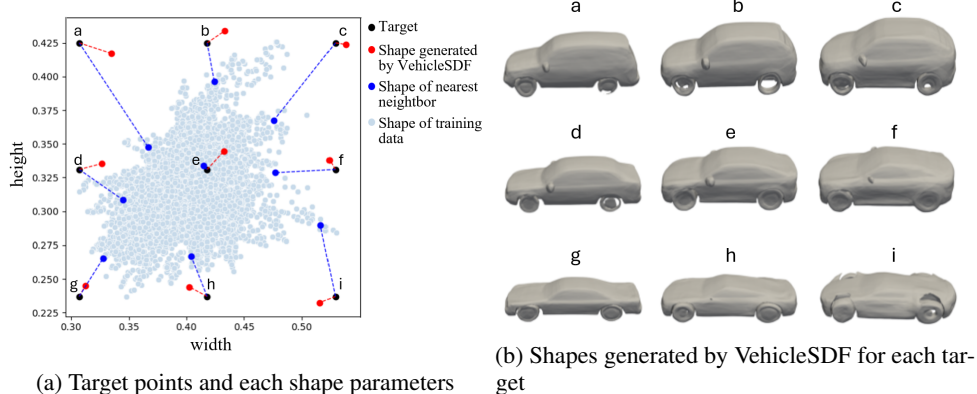 a
b
c
d
e
f
g
h
i
0.425
0.400
0.375
0.350
0.325
0.300
0.275
0.250
0.225
height
0.30
0.35
0.40
0.45
0.50
width
Target
Shape generated
by VehicleSDF
Shape of nearest
neighbor
Shape of training
data
(a) Target points and each shape parameters
a b c
d e f
g h i
(b) Shapes generated by VehicleSDF for each tar-
get